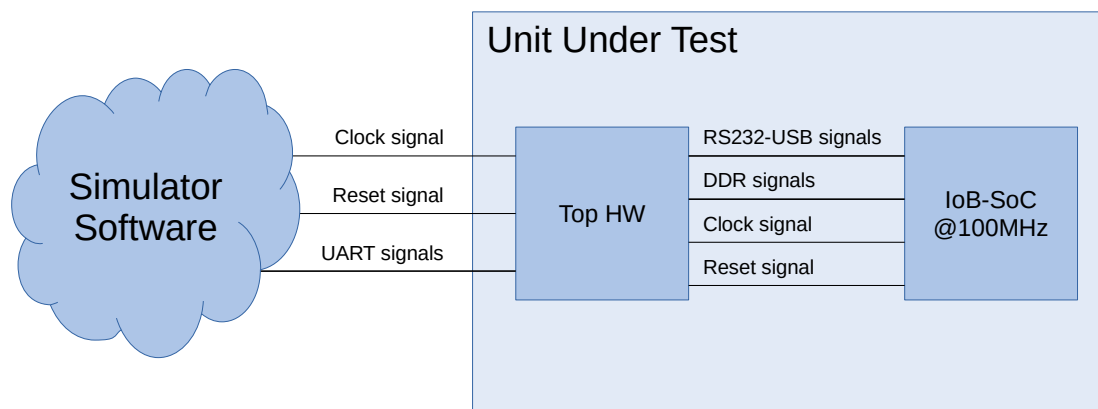 Unit Under Test
Simulator
Software
Clock signal
Reset signal
UART signals
Top HW
RS232-USB signals
DDR signals
Clock signal
Reset signal
IoB-SoC
@100MHz